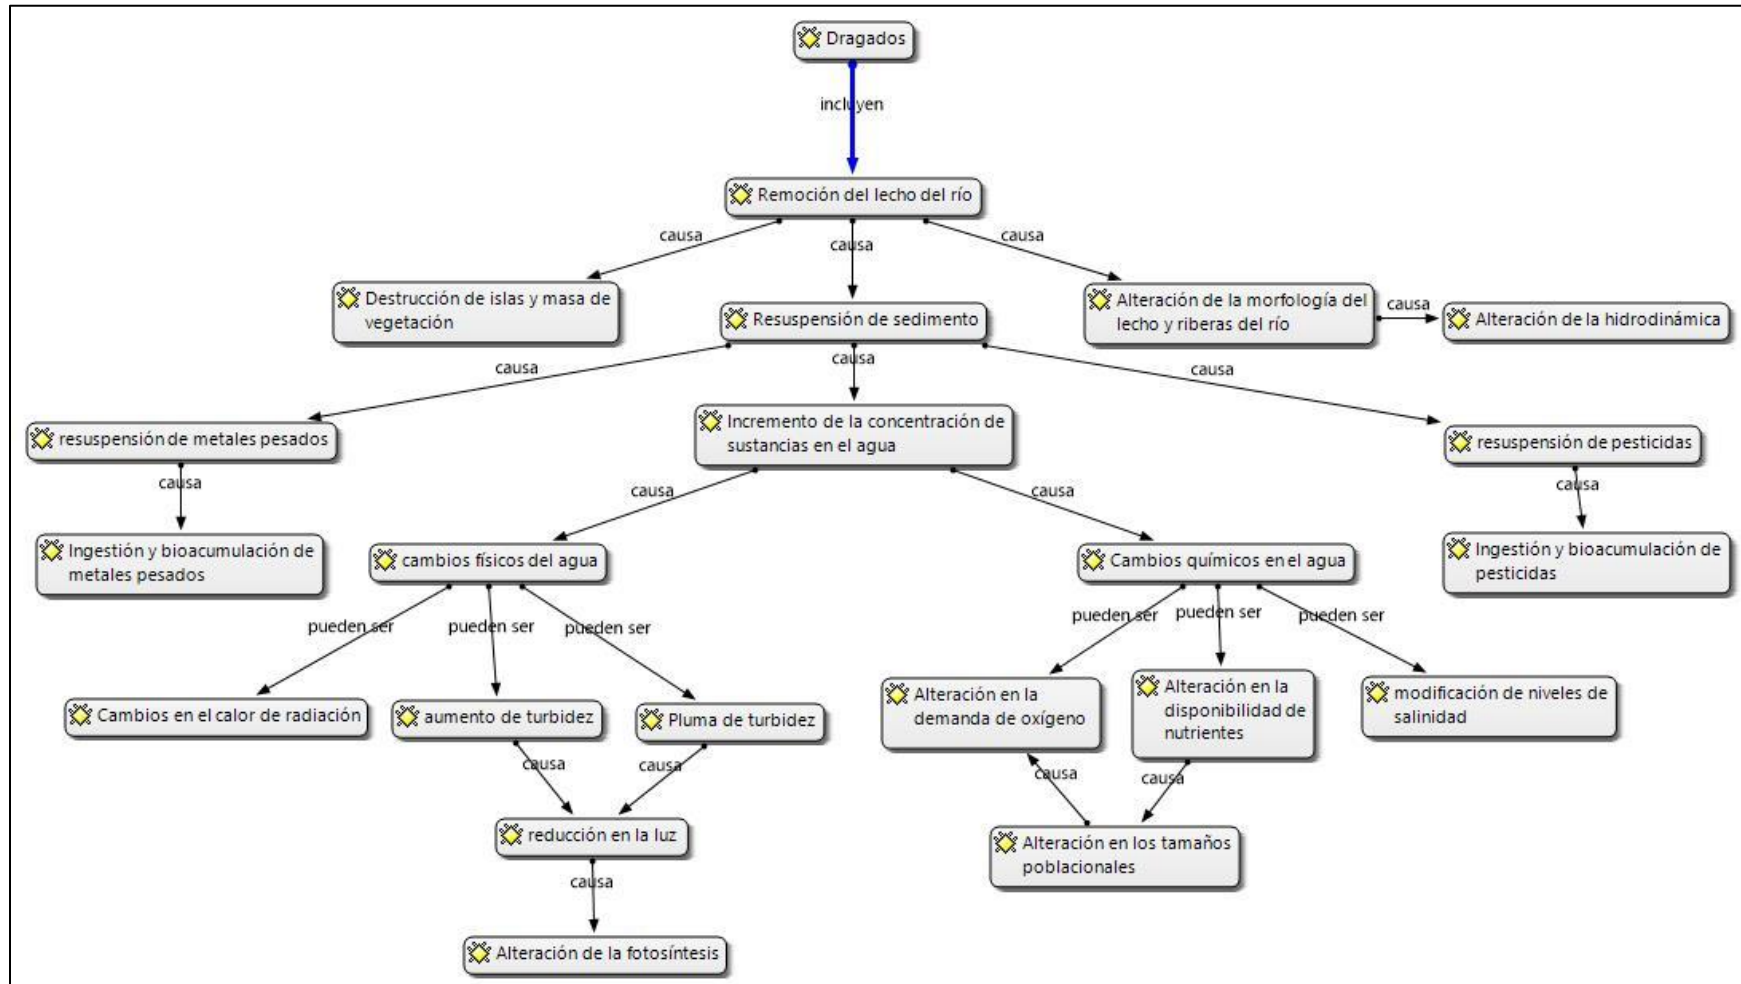 Dragados
incluyen
Remoción del lecho del río
causa
causa
causa
Destrucción de islas y masa de
vegetación
Resuspensión de sedimento
Alteración de la morfología del
lecho y riberas del río
causa
Alteración de la hidrodinámica
causa
causa
causa
resuspensión de metales pesados
Incremento de la concentración de
sustancias en el agua
resuspensión de pesticidas
causa
causa
causa
causa
Ingestión y bioacumulación de
metales pesados
cambios físicos del agua
Cambios químicos en el agua
Ingestión y bioacumulación de
pesticidas
pueden ser
pueden ser
pueden ser
pueden ser
pueden ser
pueden ser
Cambios en el calor de radiación
aumento de turbidez
Pluma de turbidez
Alteración en la
demanda de oxígeno
Alteración en la
disponibilidad de
nutrientes
modificación de niveles de
salinidad
causa
causa
causa
causa
reducción en la luz
Alteración en los tamaños
poblacionales
causa
Alteración de la fotosíntesis